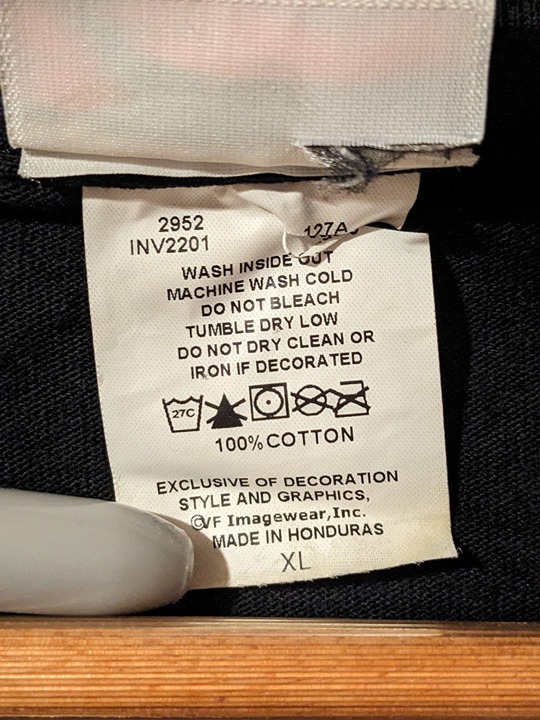 2952
INV2201
WASH INSIDE OUT
MACHINE WASH COLD
DO NOT BLEACH
TUMBLE DRY LOW
DO NOT DRY CLEAN OR
IRON IF DECORATED
27C
100% COTTON
EXCLUSIVE OF DECORATION
STYLE AND GRAPHICS,
©VF Imagewear, Inc.
MADE IN HONDURAS
XL